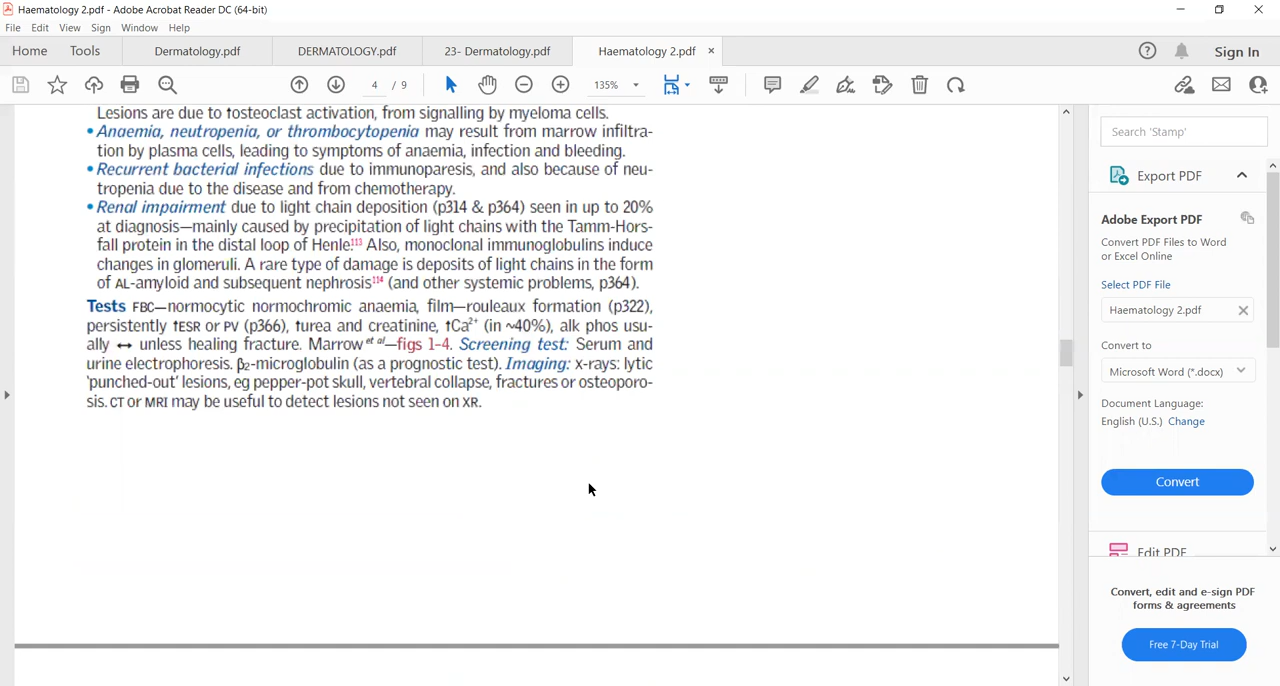 Haematology 2.pdf - Adobe Acrobat Reader DC (64-bit)
File Edit View Sign Window Help
Home Tools Dermatology.pdf DERMATOLOGY.pdf 23- Dermatology.pdf Haematology 2.pdf × Sign In
4 / 9 135%
Lesions are due to ↑osteoclast activation, from signalling by myeloma cells.
• Anaemia, neutropenia, or thrombocytopenia may result from marrow infiltra-
tion by plasma cells, leading to symptoms of anaemia, infection and bleeding.
• Recurrent bacterial infections due to immunoparesis, and also because of neu-
tropenia due to the disease and from chemotherapy.
• Renal impairment due to light chain deposition (p314 & p364) seen in up to 20%
at diagnosis—mainly caused by precipitation of light chains with the Tamm-Hors-
fall protein in the distal loop of Henle.¹¹³ Also, monoclonal immunoglobulins induce
changes in glomeruli. A rare type of damage is deposits of light chains in the form
of AL-amyloid and subsequent nephrosis¹¹⁴ (and other systemic problems, p364).
Tests FBC—normocytic normochromic anaemia, film—rouleaux formation (p322),
persistently ↑ESR or PV (p366), ↑urea and creatinine, ↑Ca²⁺ (in ~40%), alk phos usu-
ally ↔ unless healing fracture. Marrow et al—figs 1–4. Screening test: Serum and
urine electrophoresis. β₂-microglobulin (as a prognostic test). Imaging: X-rays: lytic
'punched-out' lesions, eg pepper-pot skull, vertebral collapse, fractures or osteoporo-
sis. CT or MRI may be useful to detect lesions not seen on XR.
Search 'Stamp'
Export PDF
Adobe Export PDF
Convert PDF Files to Word
or Excel Online
Select PDF File
Haematology 2.pdf
Convert to
Microsoft Word (*.docx)
Document Language:
English (U.S.) Change
Convert
Edit PDF
Convert, edit and e-sign PDF
forms & agreements
Free 7-Day Trial